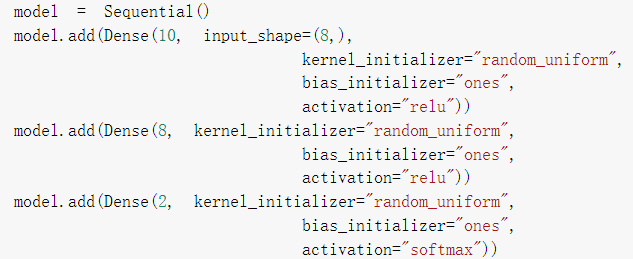 model = Sequential()
model.add(Dense(10, input_shape=(8,),
kernel_initializer="random_uniform",
bias_initializer="ones",
activation="relu"))
model.add(Dense(8, kernel_initializer="random_uniform",
bias_initializer="ones",
activation="relu"))
model.add(Dense(2, kernel_initializer="random_uniform",
bias_initializer="ones",
activation="softmax"))